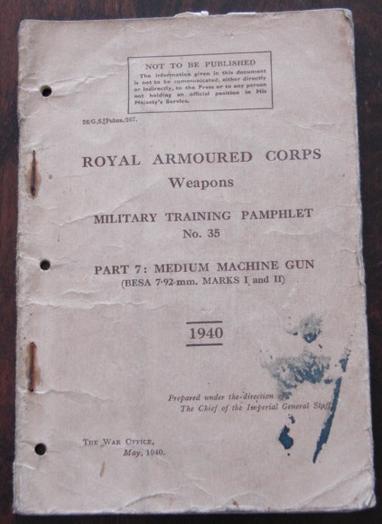 NOT TO BE PUBLISHED
The information given in this document
is not to be communicated, either directly
or indirectly, to the Press or to any person
not holding an official position in His
Majesty's Service.
26/G.S. Pubns./207.
ROYAL ARMOURED CORPS
Weapons
MILITARY TRAINING PAMPHLET
No. 35
PART 7: MEDIUM MACHINE GUN
(BESA 7·92-mm. MARKS I and II)
1940
Prepared under the direction of
The Chief of the Imperial General Staff
THE WAR OFFICE,
May, 1940.